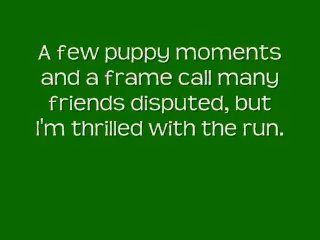 A few puppy moments
and a frame call many
friends disputed, but
I'm thrilled with the run.